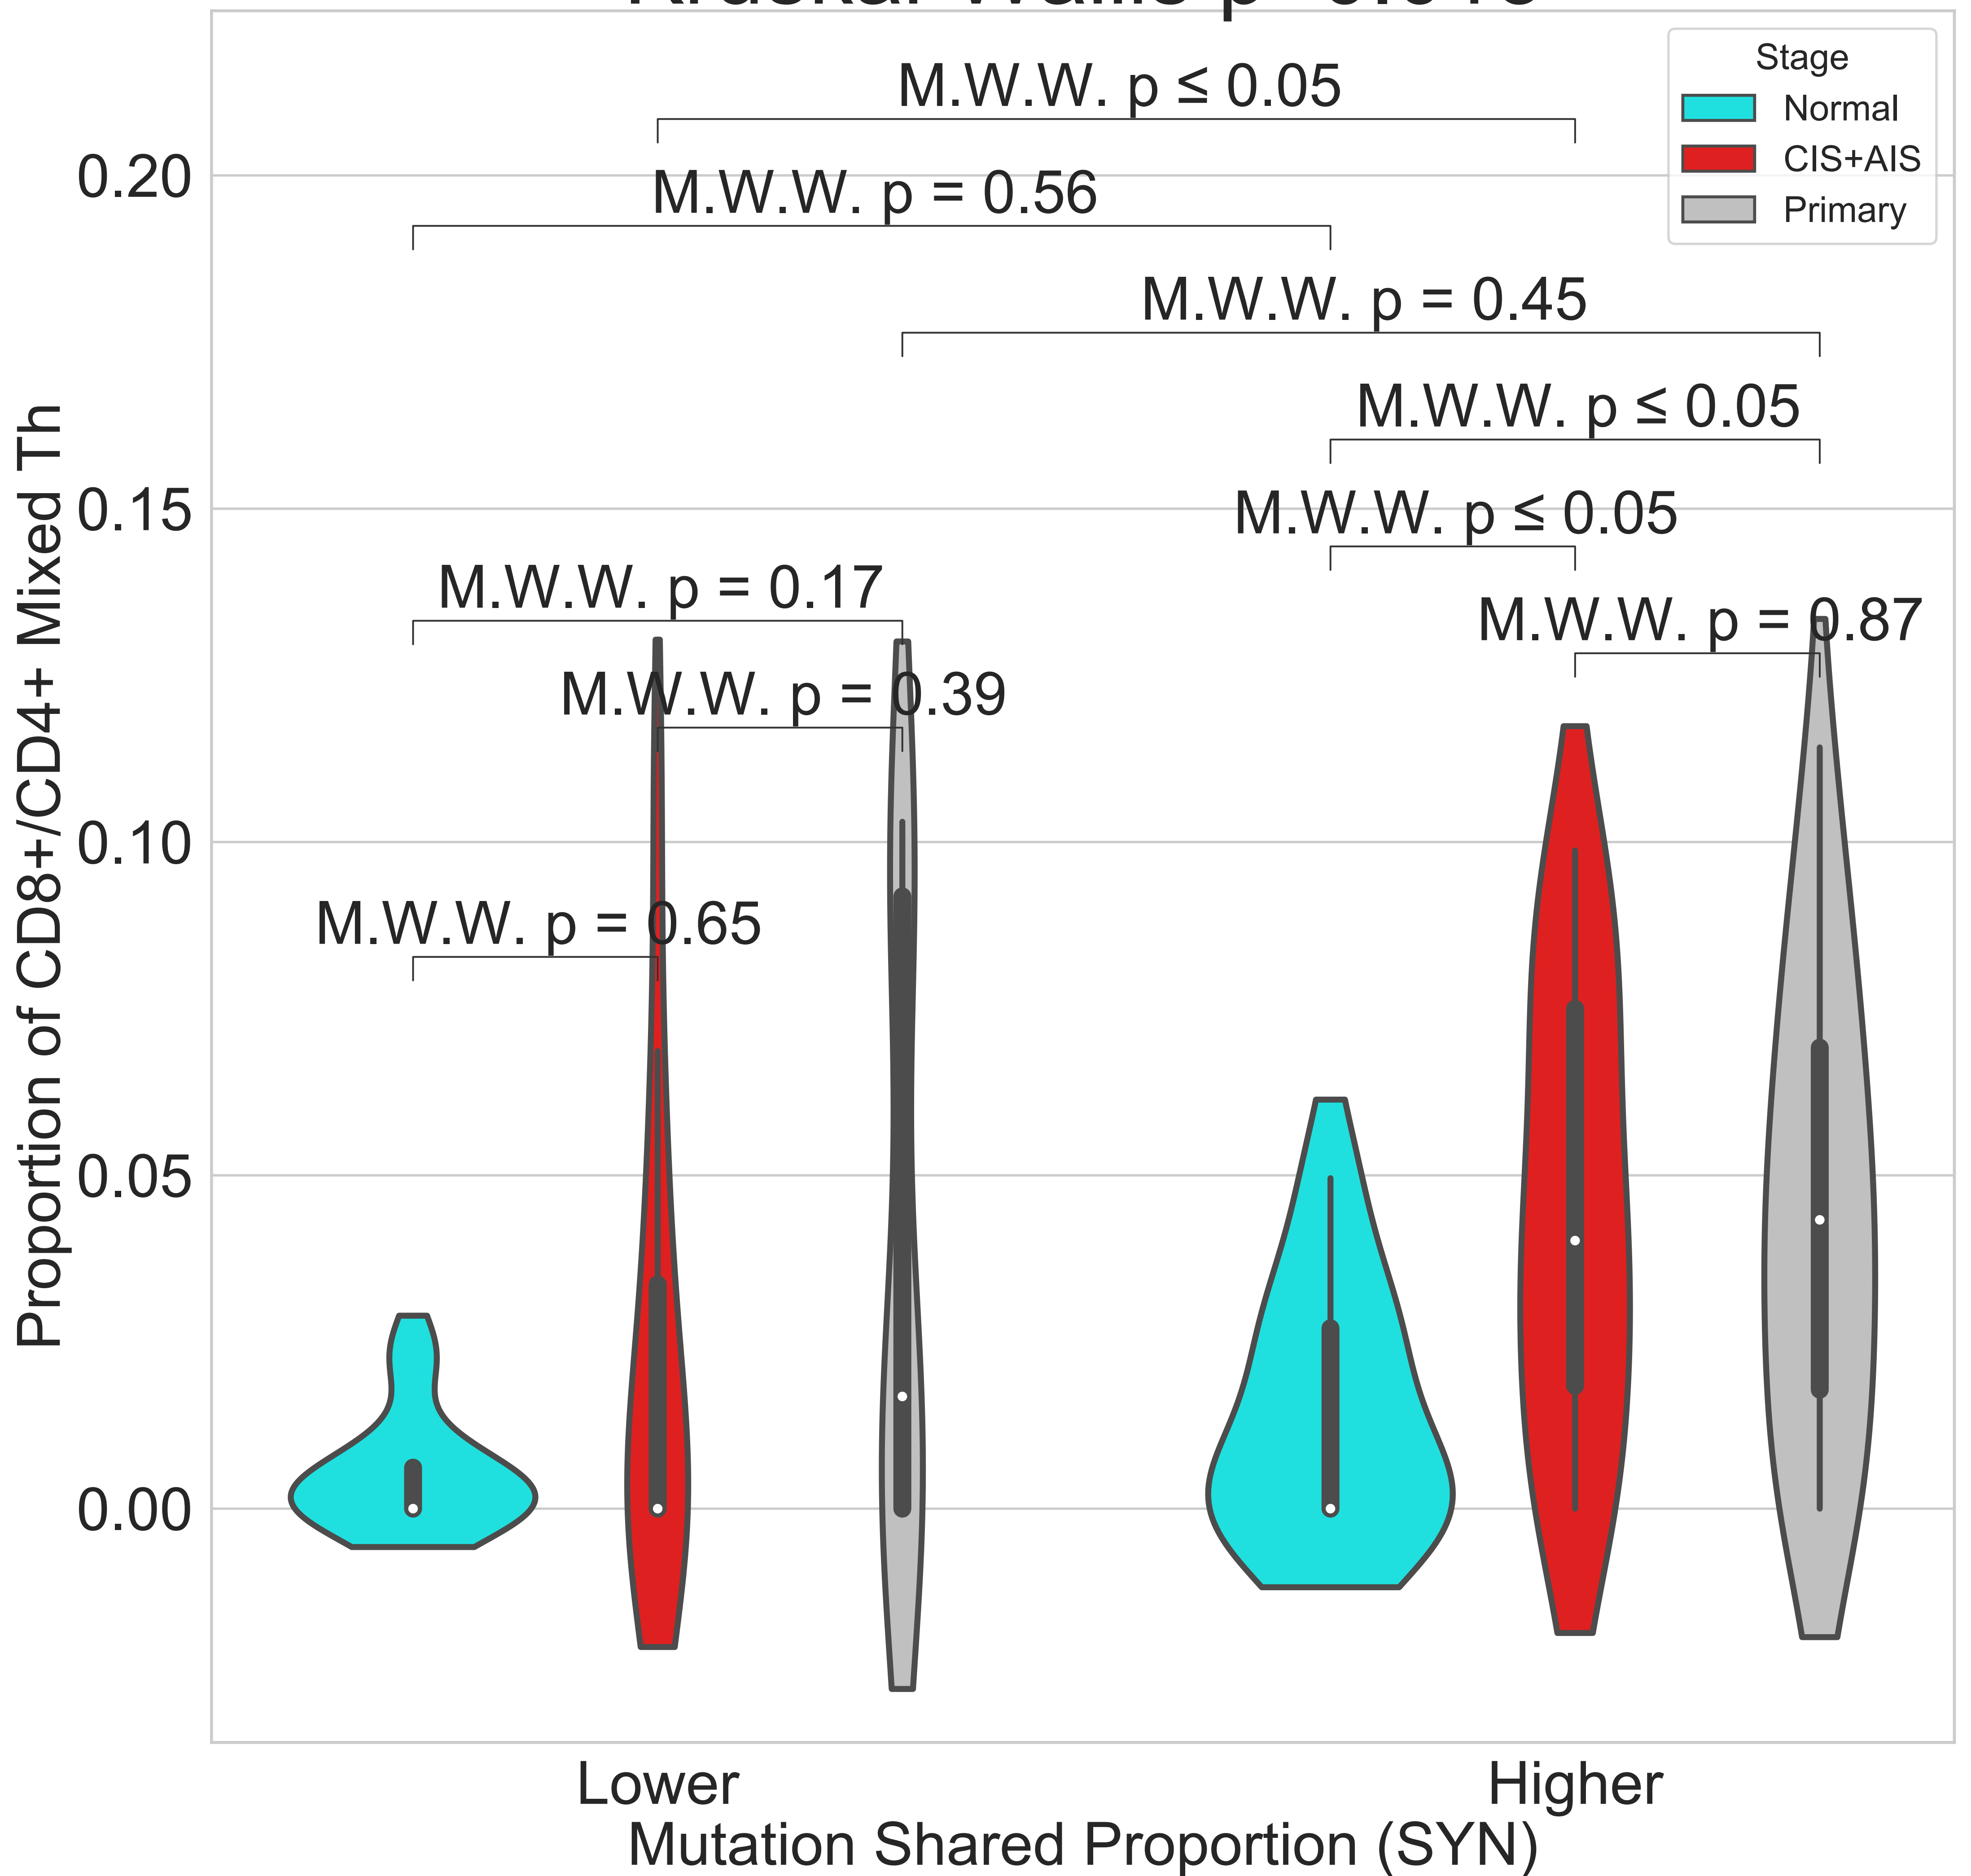 Stage
Normal
CIS+AIS
Primary
M.W.W. p ≤ 0.05
M.W.W. p = 0.56
M.W.W. p = 0.45
M.W.W. p ≤ 0.05
M.W.W. p ≤ 0.05
M.W.W. p = 0.17
M.W.W. p = 0.87
M.W.W. p = 0.39
M.W.W. p = 0.65
Proportion of CD8+/CD4+ Mixed Th
0.20
0.15
0.10
0.05
0.00
Lower
Higher
Mutation Shared Proportion (SYN)